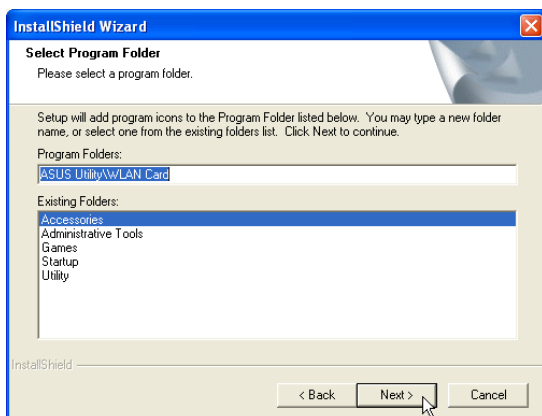 InstallShield Wizard
Select Program Folder
Please select a program folder.
Setup will add program icons to the Program Folder listed below. You may type a new folder
name, or select one from the existing folders list. Click Next to continue.
Program Folders:
ASUS Utility\WLAN Card
Existing Folders:
Accessories
Administrative Tools
Games
Startup
Utility
InstallShield
< Back
Next >
Cancel